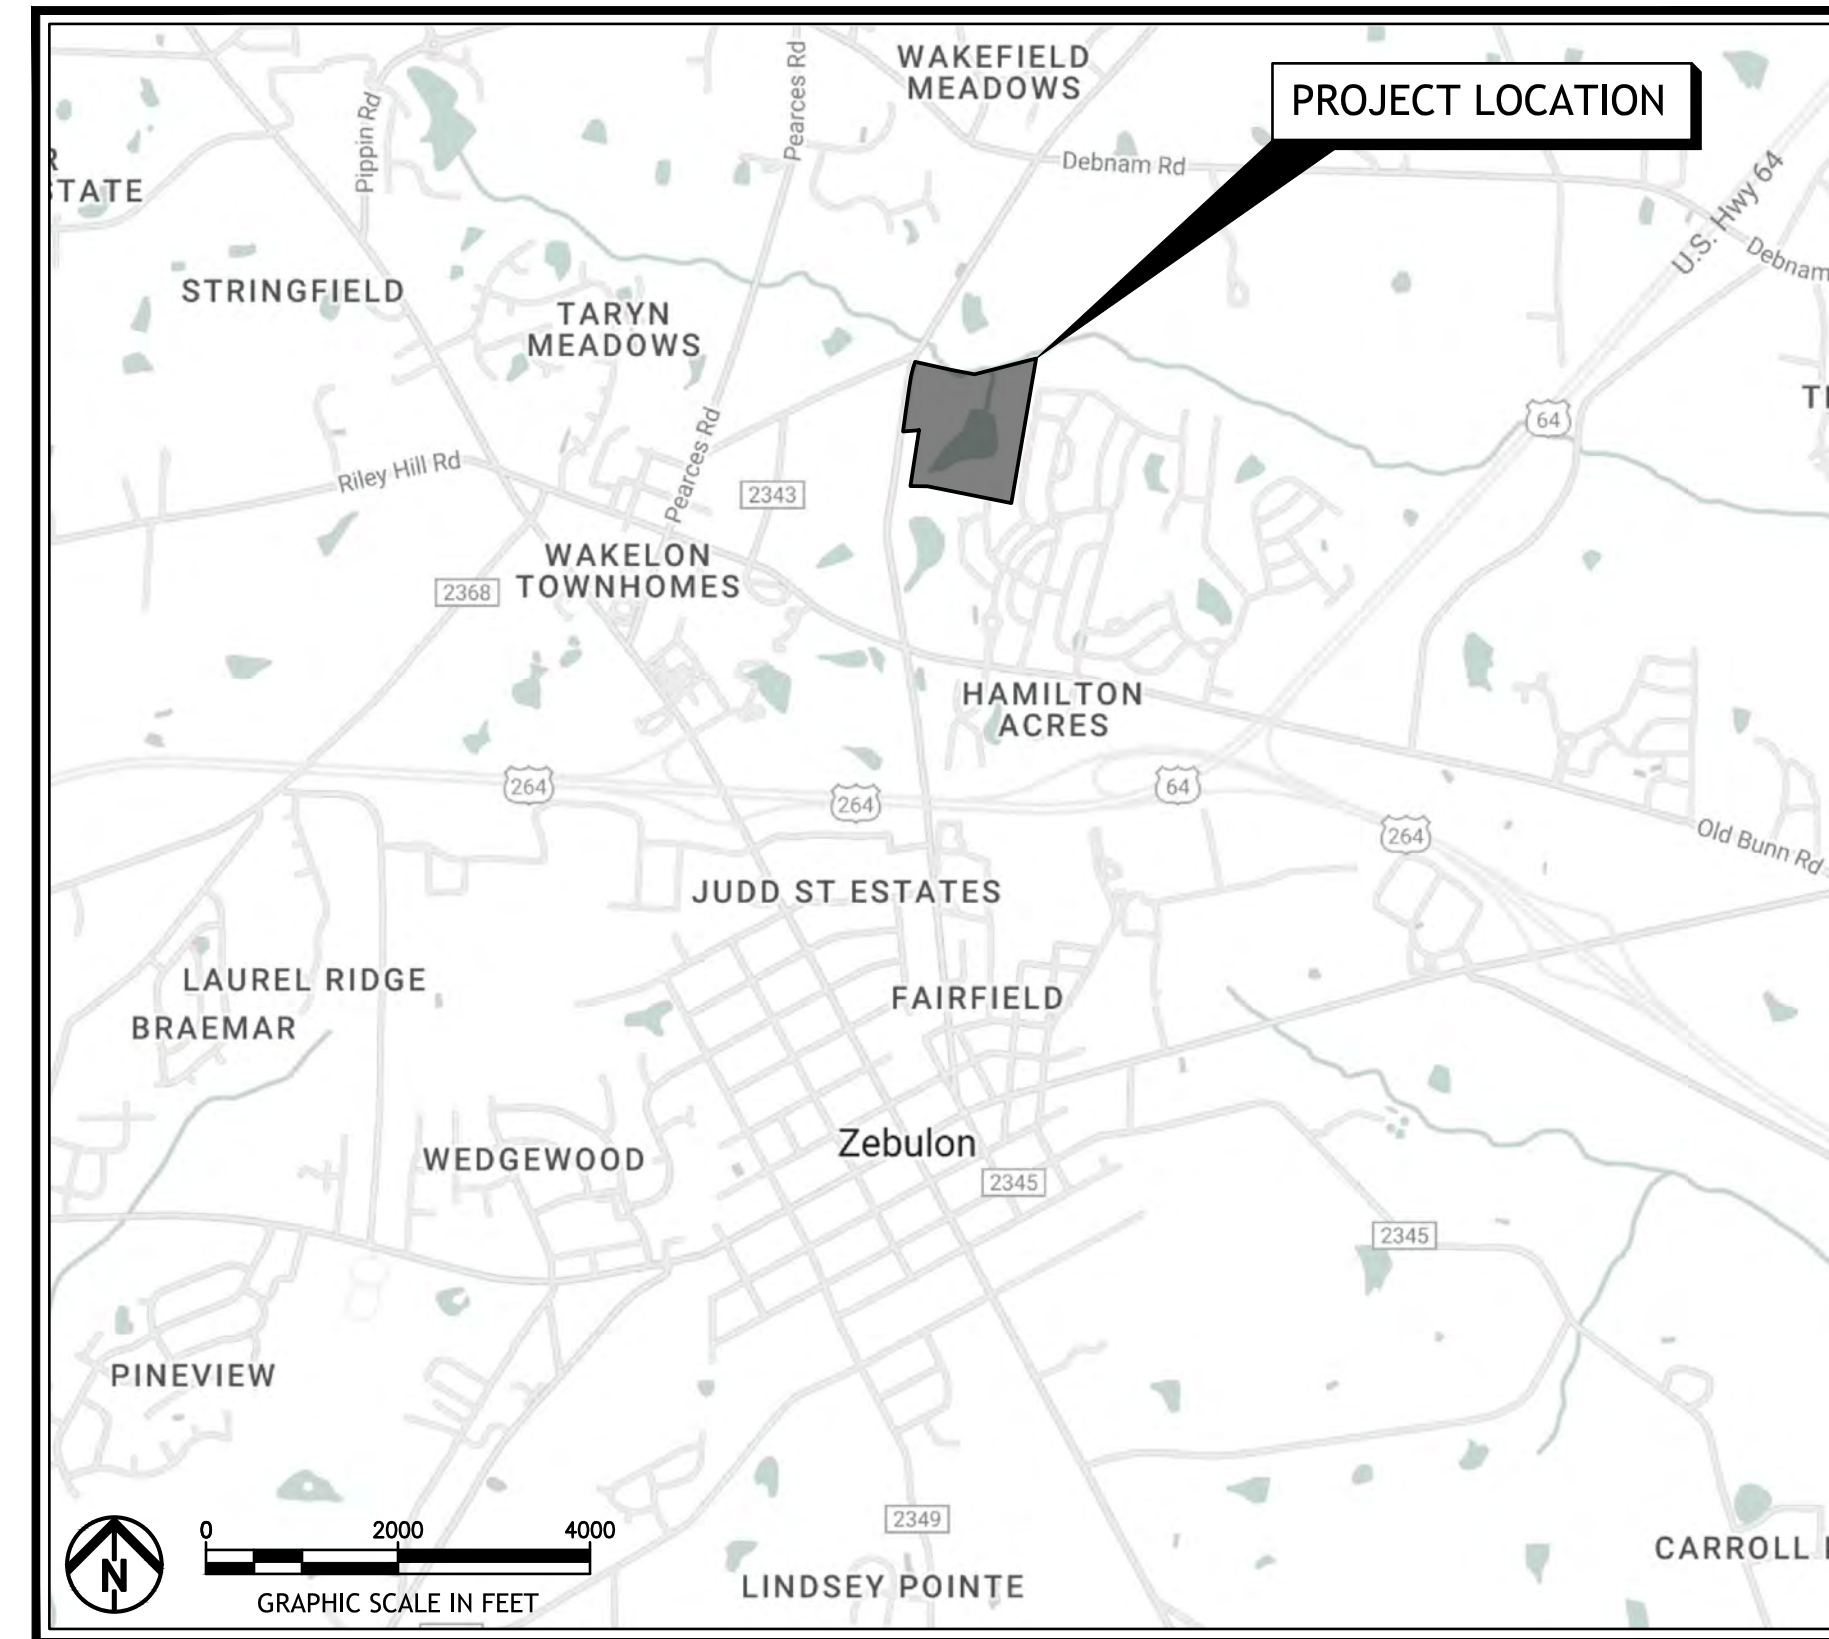 WAKEFIELD
MEADOWS
PROJECT LOCATION
Pearces Rd
Pippin Rd
Debnam Rd
TATE
U.S. Hwy 64
Debnam
STRINGFIELD
TARYN
MEADOWS
64
Riley Hill Rd
Pearces Rd
2343
WAKELON
TOWNHOMES
2368
HAMILTON
ACRES
264
264
64
264
Old Bunn Rd
JUDD ST ESTATES
LAUREL RIDGE
FAIRFIELD
BRAEMAR
WEDGEWOOD
Zebulon
2345
2345
PINEVIEW
2349
CARROLL
LINDSEY POINTE
N
0 2000 4000
GRAPHIC SCALE IN FEET